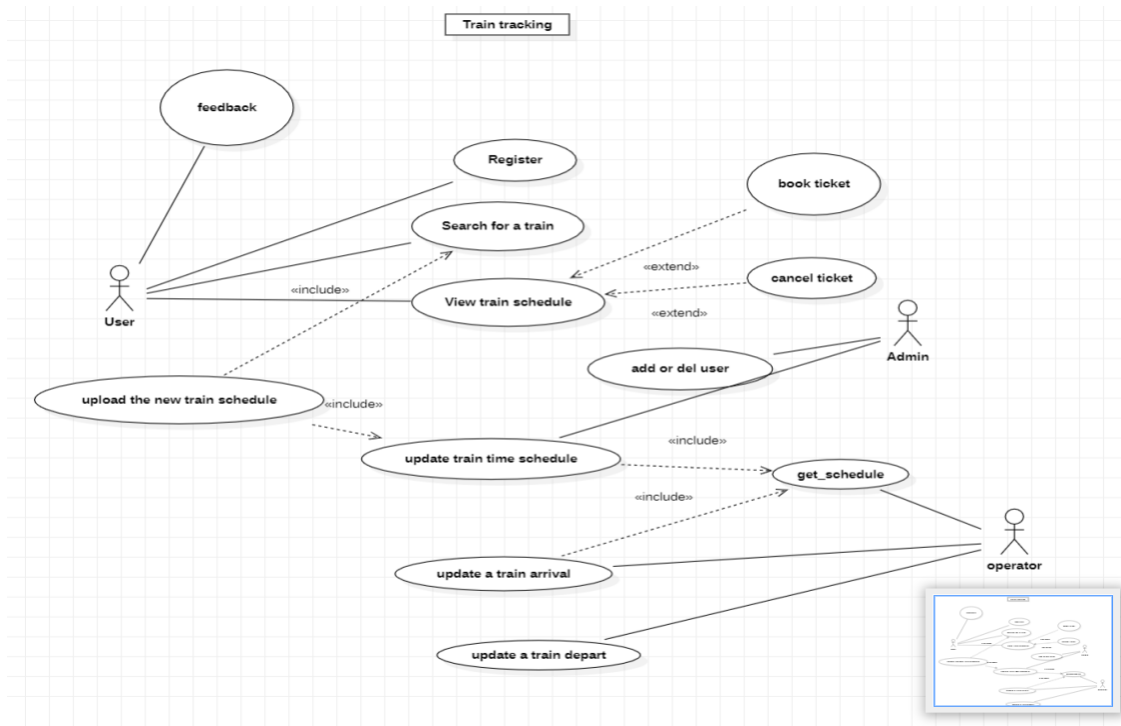 Train tracking
feedback
Register
book ticket
Search for a train
«extend»
cancel ticket
«include»
View train schedule
«extend»
User
Admin
add or del user
upload the new train schedule
«include»
«include»
update train time schedule
get_schedule
«include»
operator
update a train arrival
update a train depart